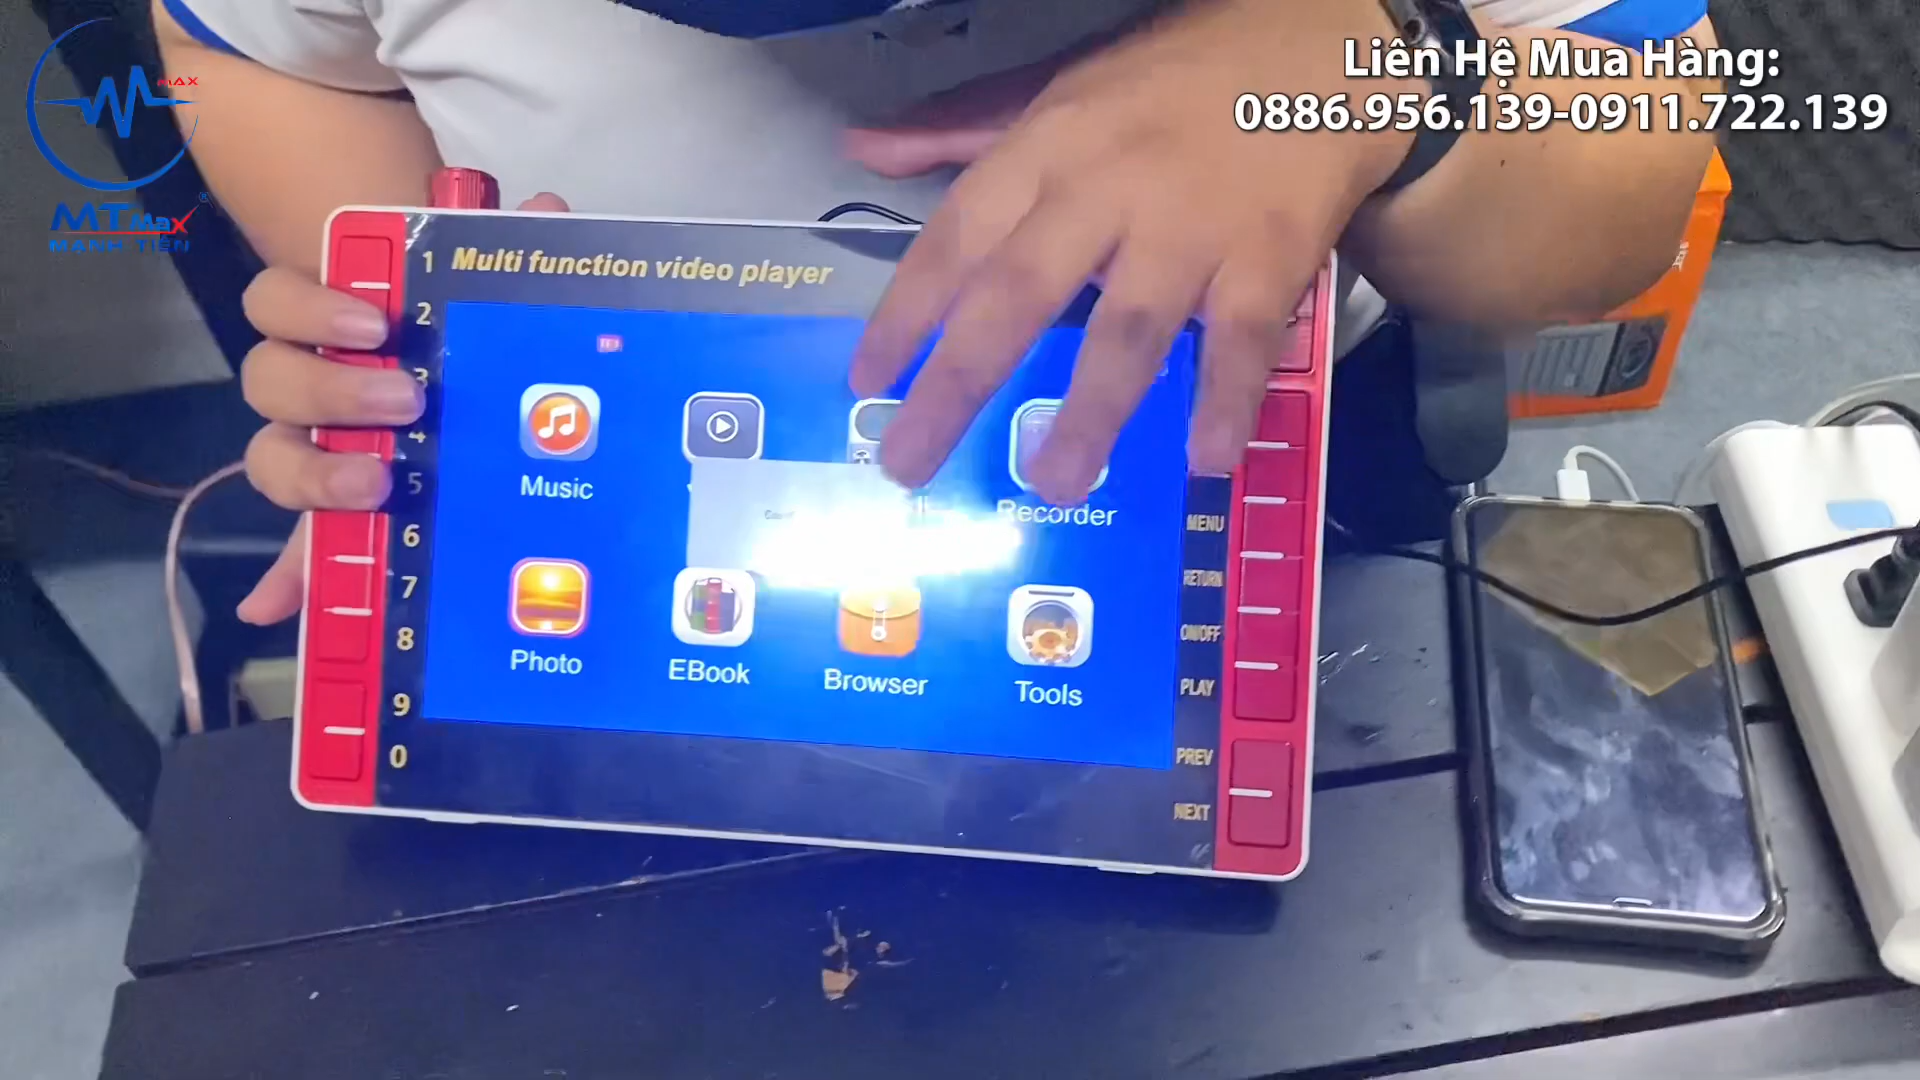 MAX
MTMax®
MẠNH TIẾN
Liên Hệ Mua Hàng:
0886.956.139-0911.722.139
Multi function video player
1
2
3
4
5
6
7
8
9
0
Music
Recorder
Photo
EBook
Browser
Tools
MENU
RETURN
ON/OFF
PLAY
PREV
NEXT